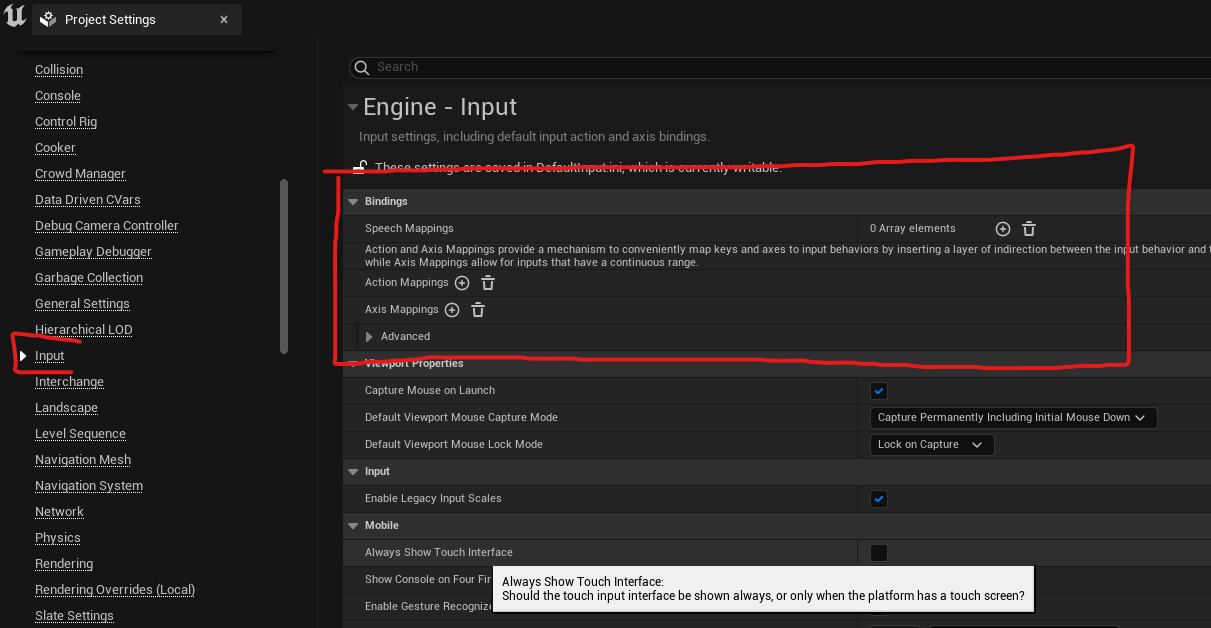 Project Settings
Collision
Console
Control Rig
Cooker
Crowd Manager
Data Driven CVars
Debug Camera Controller
Gameplay Debugger
Garbage Collection
General Settings
Hierarchical LOD
Input
Interchange
Landscape
Level Sequence
Navigation Mesh
Navigation System
Network
Physics
Rendering
Rendering Overrides (Local)
Slate Settings
Search
Engine - Input
Input settings, including default input action and axis bindings.
These settings are saved in DefaultInput.ini, which is currently writable.
Bindings
Speech Mappings 0 Array elements
Action and Axis Mappings provide a mechanism to conveniently map keys and axes to input behaviors by inserting a layer of indirection between the input behavior and
while Axis Mappings allow for inputs that have a continuous range.
Action Mappings
Axis Mappings
Advanced
Viewport Properties
Capture Mouse on Launch
Default Viewport Mouse Capture Mode Capture Permanently Including Initial Mouse Down
Default Viewport Mouse Lock Mode Lock on Capture
Input
Enable Legacy Input Scales
Mobile
Always Show Touch Interface
Show Console on Four
Enable Gesture
Always Show Touch Interface:
Should the touch input interface be shown always, or only when the platform has a touch screen?